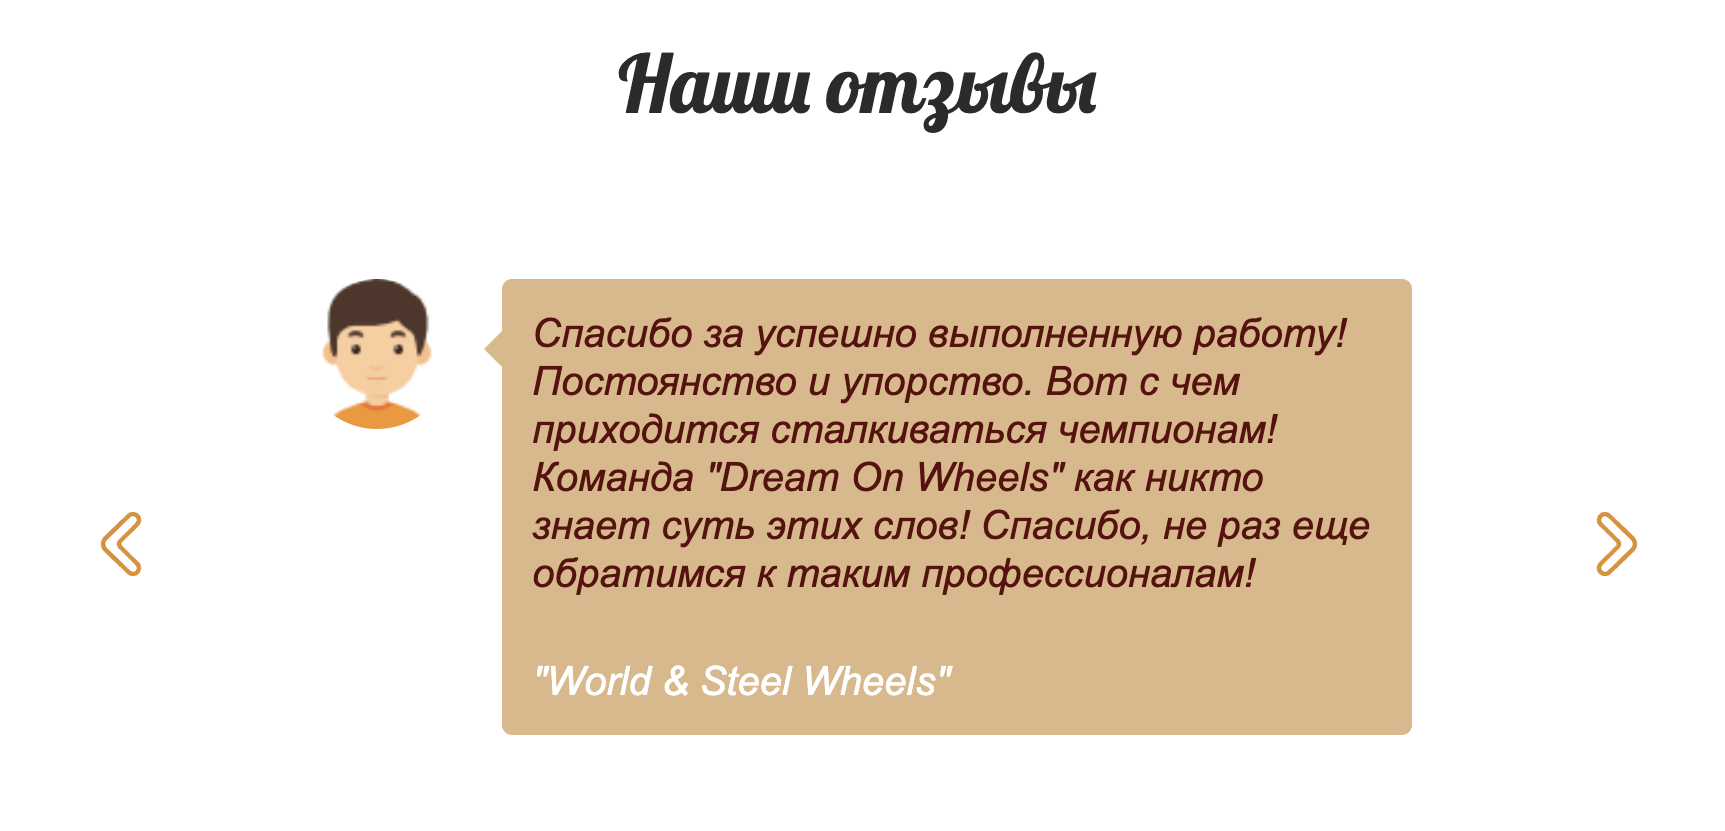 Наши отзывы
Спасибо за успешно выполненную работу!
Постоянство и упорство. Вот с чем
приходится сталкиваться чемпионам!
Команда "Dream On Wheels" как никто
знает суть этих слов! Спасибо, не раз еще
обратимся к таким профессионалам!
"World & Steel Wheels"